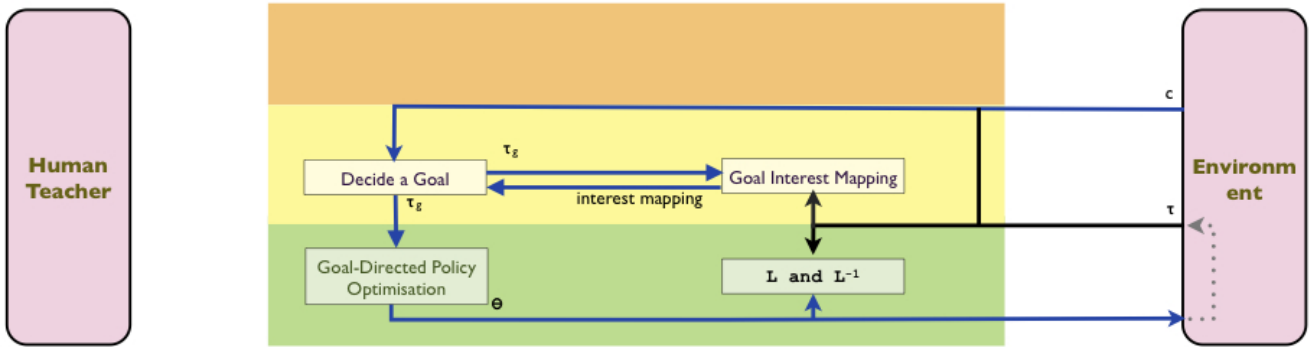 Human
Teacher
c
τg
Decide a Goal
Goal Interest Mapping
interest mapping
τg
τ
Environm
ent
Goal-Directed Policy
Optimisation
L and L⁻¹
Θ